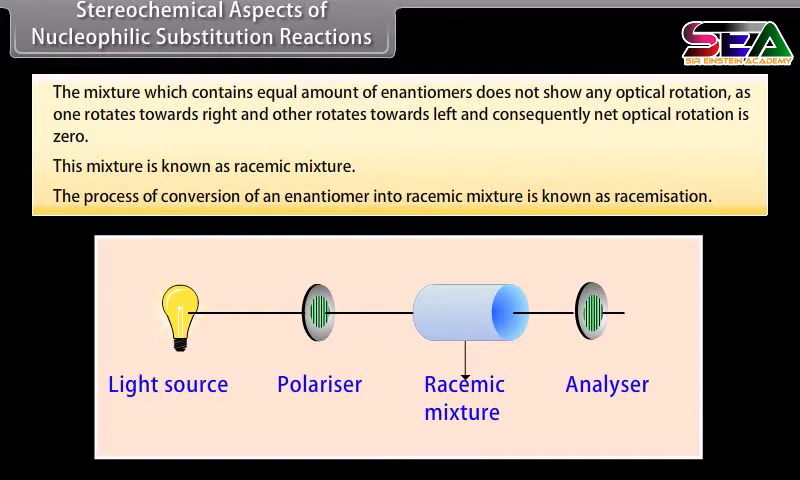 Stereochemical Aspects of
Nucleophilic Substitution Reactions
SEA
SIR EINSTEIN ACADEMY
The mixture which contains equal amount of enantiomers does not show any optical rotation, as
one rotates towards right and other rotates towards left and consequently net optical rotation is
zero.
This mixture is known as racemic mixture.
The process of conversion of an enantiomer into racemic mixture is known as racemisation.
Light source
Polariser
Racemic
mixture
Analyser